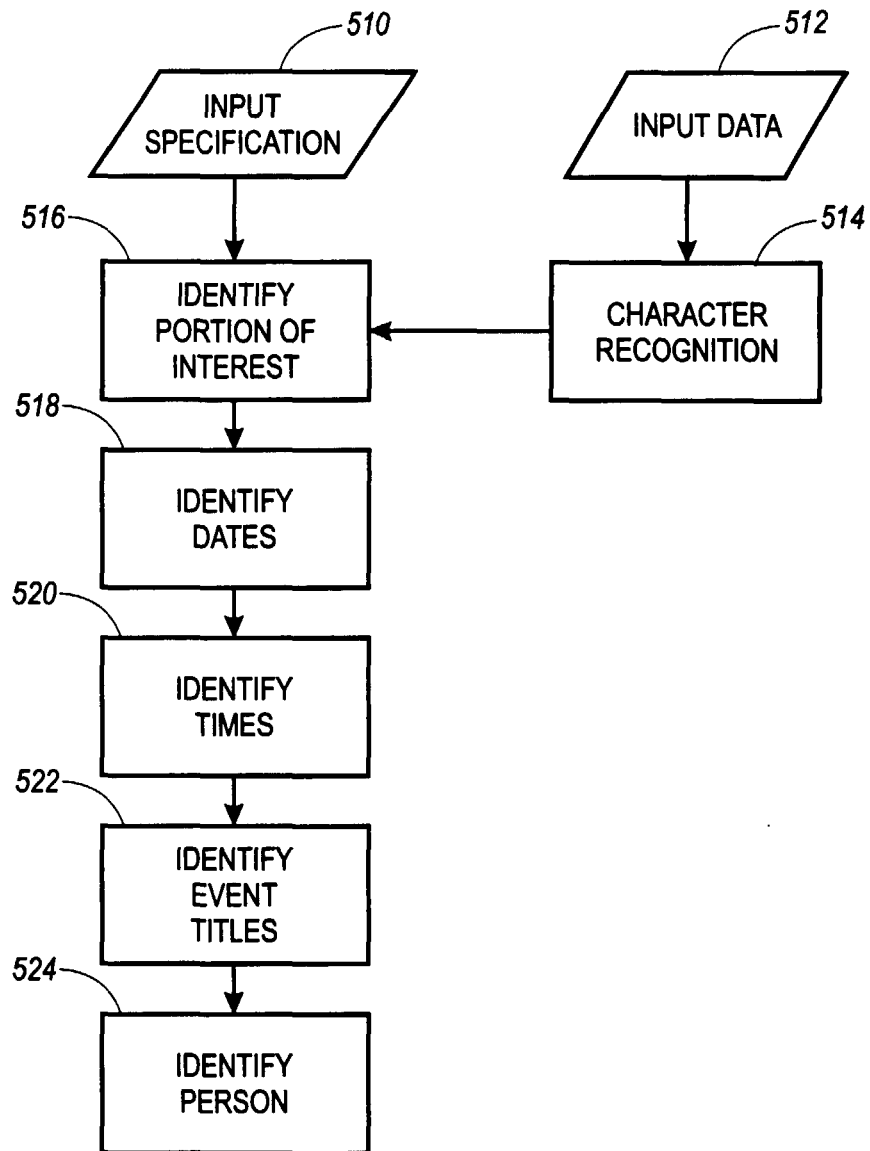 510
INPUT
SPECIFICATION
512
INPUT DATA
516
IDENTIFY
PORTION OF
INTEREST
514
CHARACTER
RECOGNITION
518
IDENTIFY
DATES
520
IDENTIFY
TIMES
522
IDENTIFY
EVENT
TITLES
524
IDENTIFY
PERSON